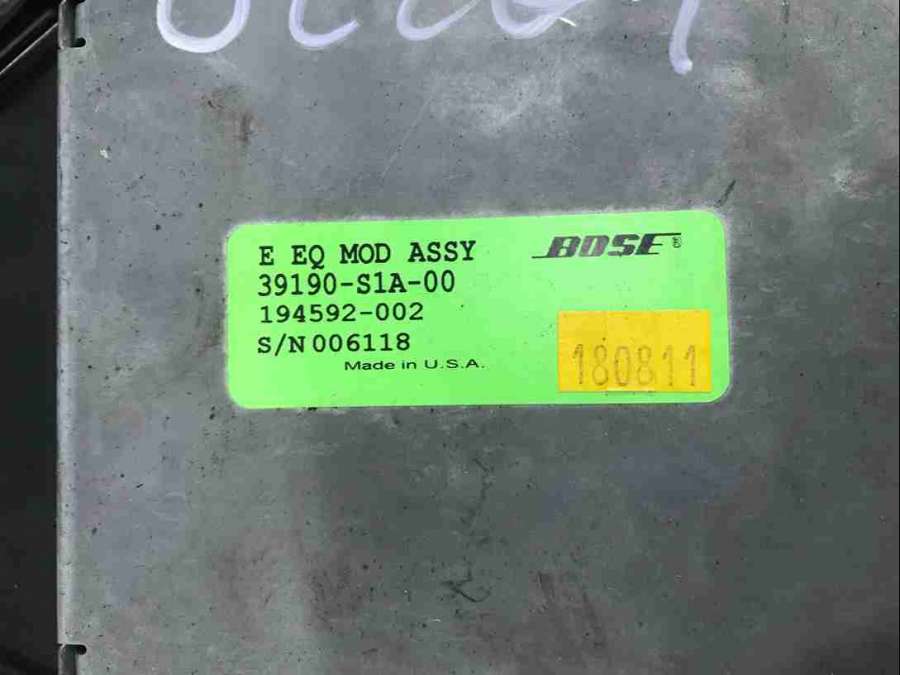 E EQ MOD ASSY
BOSE®
39190-S1A-00
194592-002
S/N 006118
Made in U.S.A.
180811